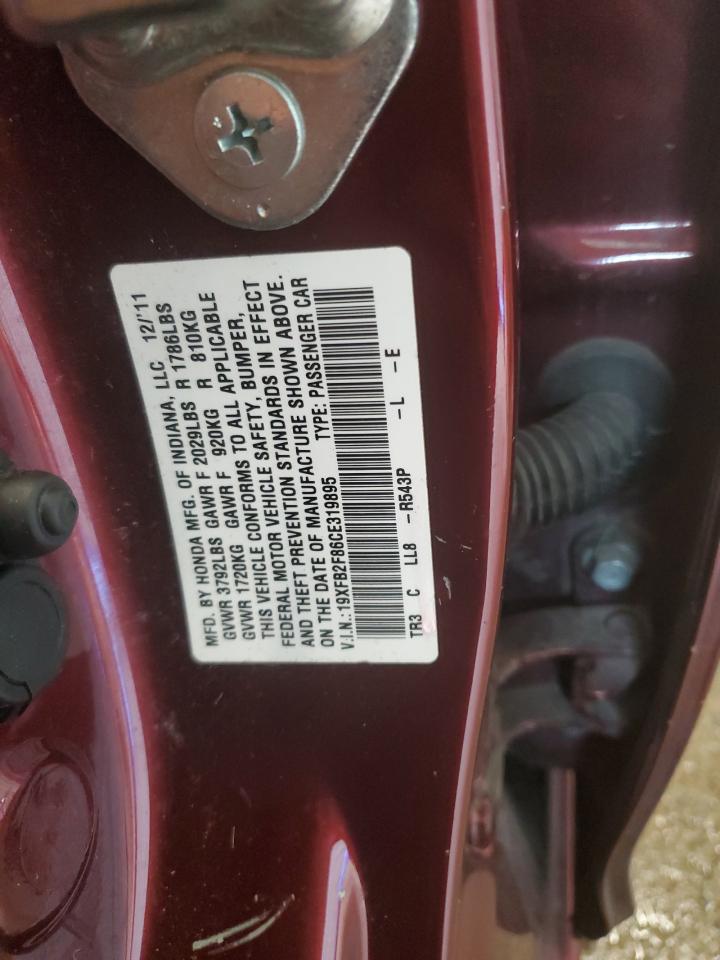 MFD. BY HONDA MFG. OF INDIANA, LLC 12/'11
GVWR 3792LBS GAWR F 2029LBS R 1786LBS
GVWR 1720KG GAWR F 920KG R 810KG
THIS VEHICLE CONFORMS TO ALL APPLICABLE
FEDERAL MOTOR VEHICLE SAFETY, BUMPER,
AND THEFT PREVENTION STANDARDS IN EFFECT
ON THE DATE OF MANUFACTURE SHOWN ABOVE.
V.I.N.:19XFB2F86CE319895 TYPE: PASSENGER CAR
TR3 C LL8 -R543P -L -E